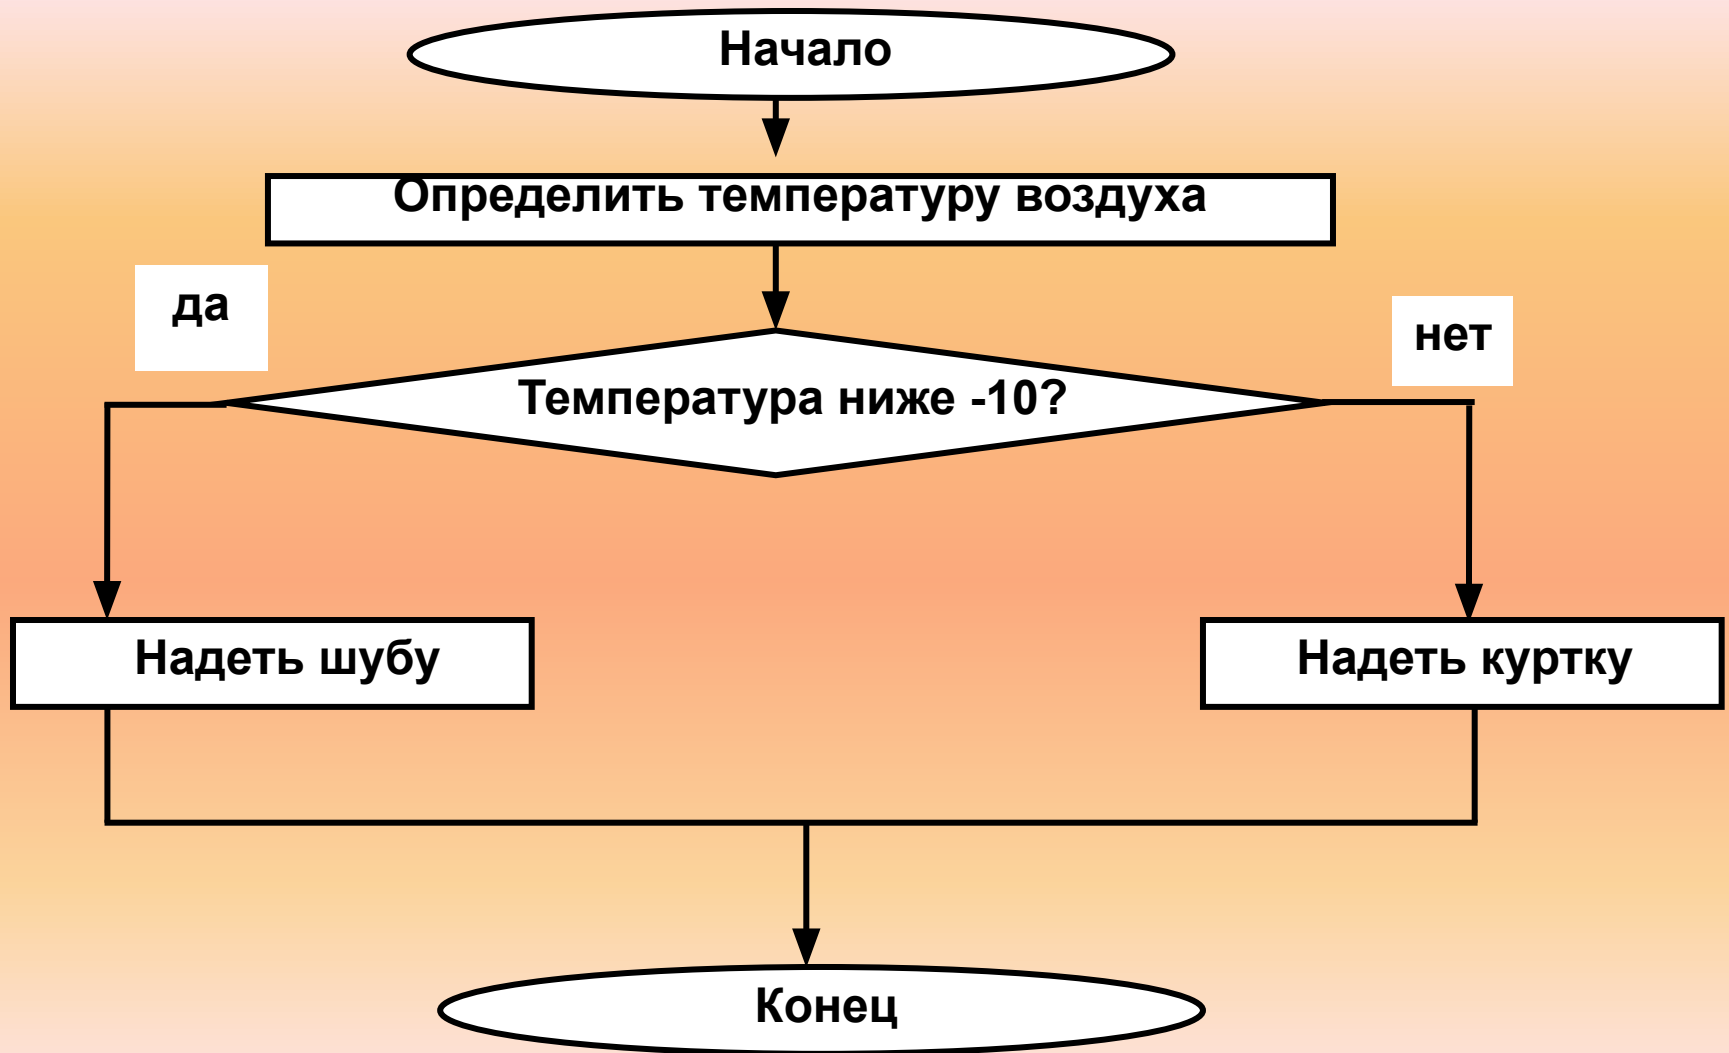 Начало
Определить температуру воздуха
да
нет
Температура ниже -10?
Надеть шубу
Надеть куртку
Конец